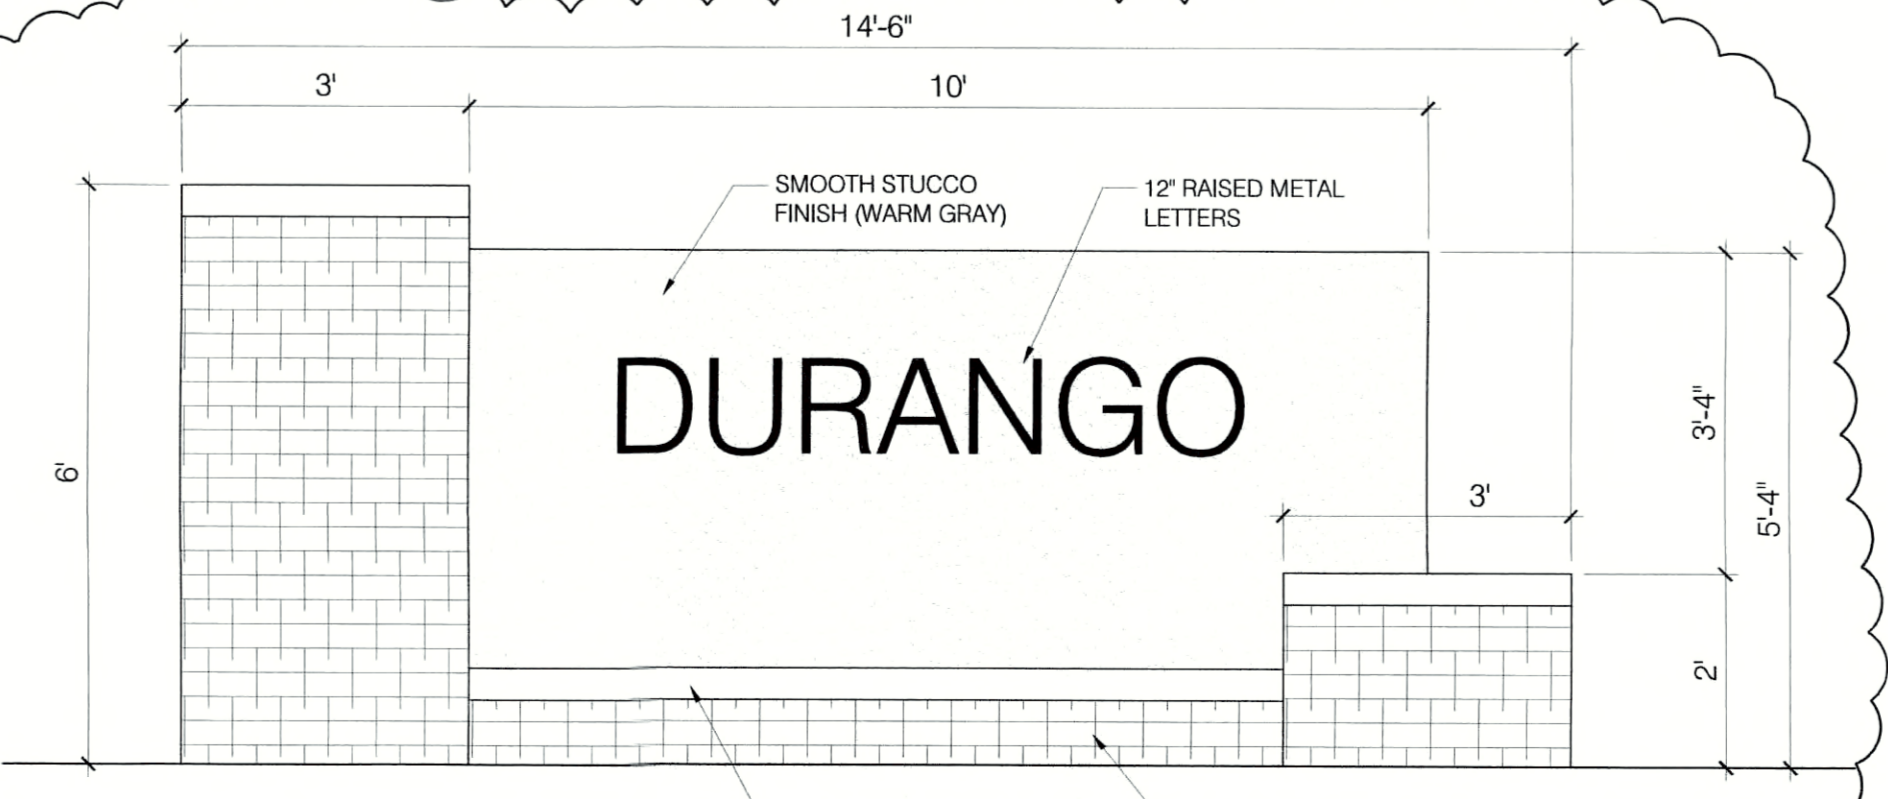 14'-6"
3'
10'
SMOOTH STUCCO
FINISH (WARM GRAY)
12" RAISED METAL
LETTERS
DURANGO
6'
3'-4"
5'-4"
3'
2'